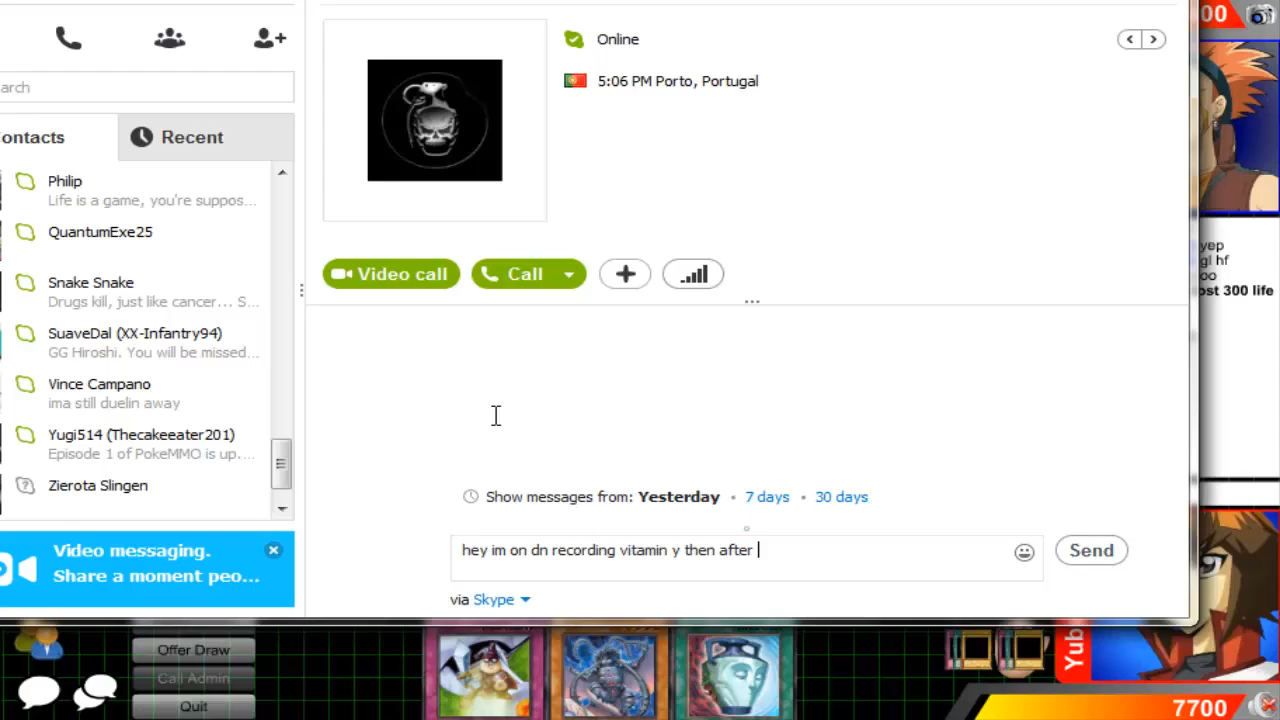 00
Online
5:06 PM Porto, Portugal
arch
ontacts
Recent
Philip
Life is a game, you're suppos...
QuantumExe25
Snake Snake
Drugs kill, just like cancer... S...
SuaveDal (XX-Infantry94)
GG Hiroshi. You will be missed...
Vince Campano
ima still duelin away
Yugi514 (Thecakeeater201)
Episode 1 of PokeMMO is up....
Zierota Slingen
Video messaging.
Share a moment peo...
Video call
Call
Show messages from: Yesterday • 7 days • 30 days
hey im on dn recording vitamin y then after
Send
via Skype
yep
gl hf
oo
ost 300 life
Offer Draw
Call Admin
Quit
Yub
7700